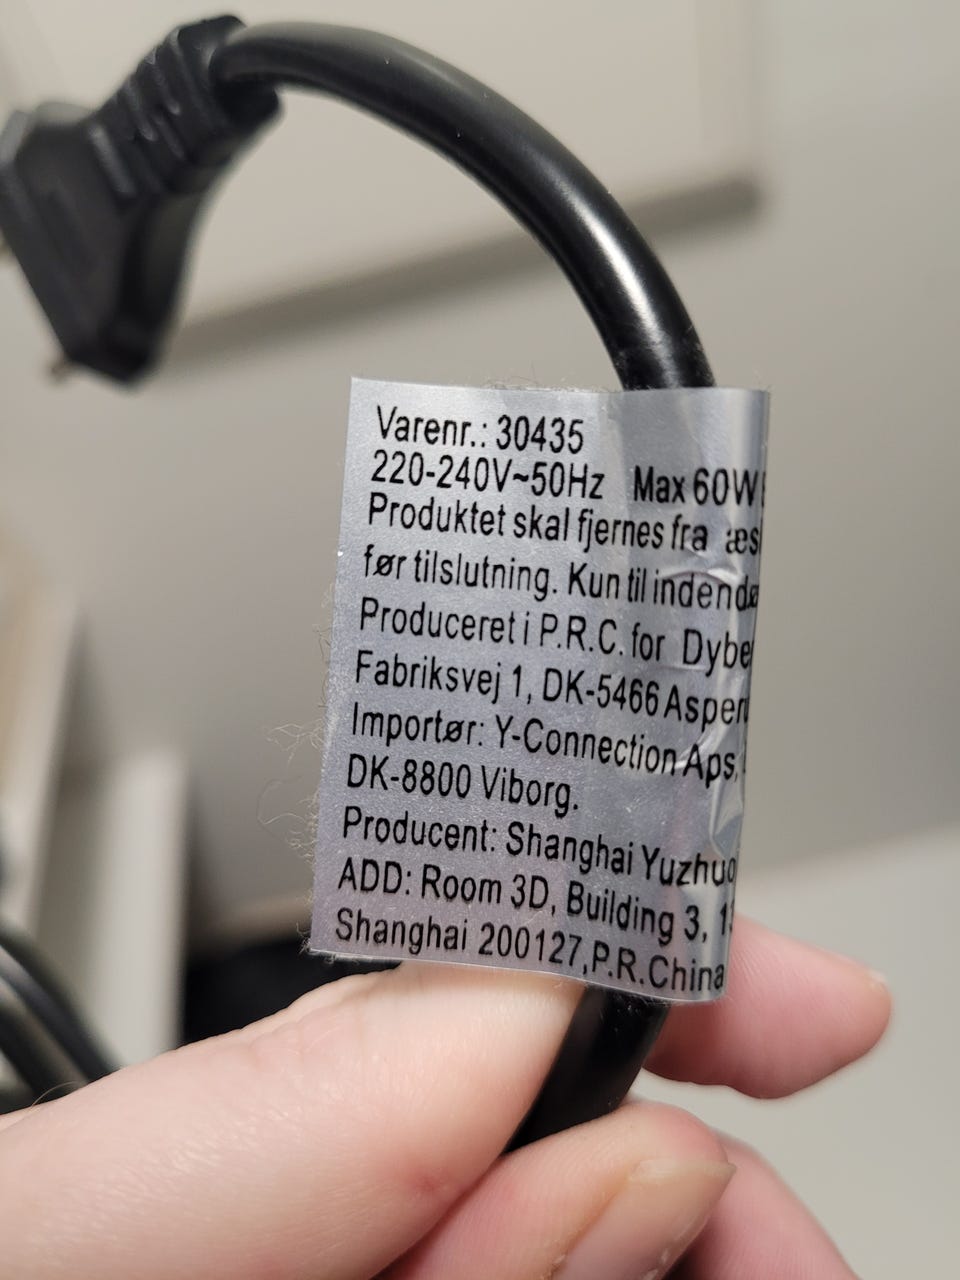 Varenr.: 30435
220-240V~50Hz Max 60W
Produktet skal fjernes fra
før tilslutning. Kun til
Produceret i P.R.C. for
Fabriksvej 1, DK-5466
Importør: Y-Connection Aps,
DK-8800 Viborg.
Producent: Shanghai
ADD: Room 3D, Building 3,
Shanghai 200127,P.R.China